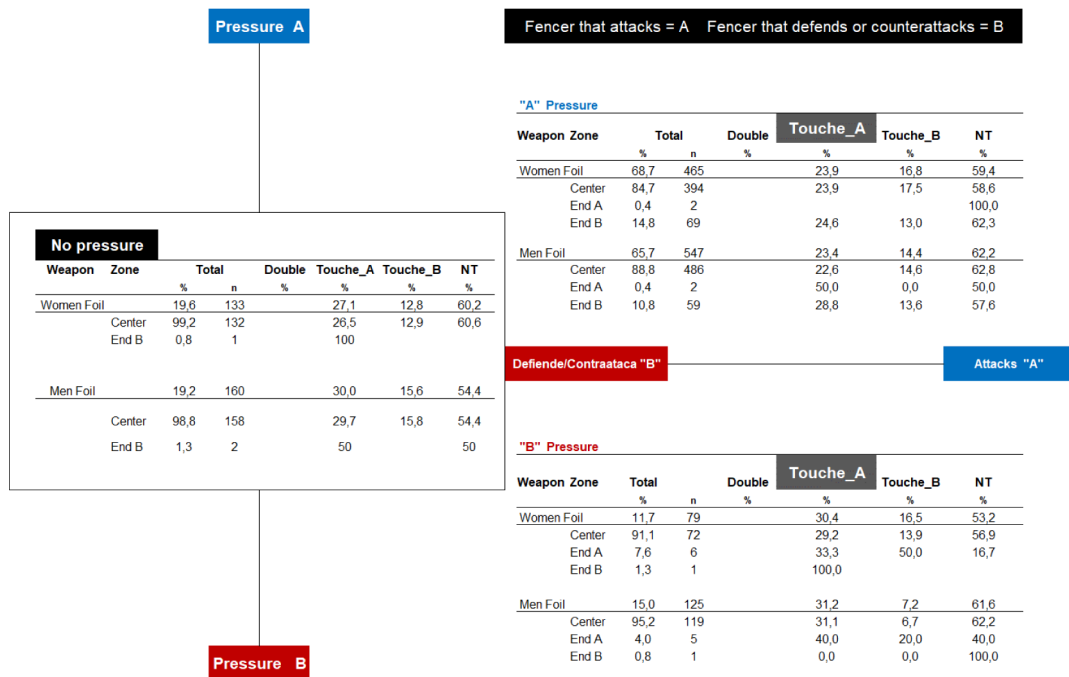 Pressure A
Fencer that attacks = A Fencer that defends or counterattacks = B
"A" Pressure
Weapon Zone Total Double Touche_A Touche_B NT
% n % % % %
Women Foil 68,7 465 23,9 16,8 59,4
Center 84,7 394 23,9 17,5 58,6
End A 0,4 2 100,0
End B 14,8 69 24,6 13,0 62,3
Men Foil 65,7 547 23,4 14,4 62,2
Center 88,8 486 22,6 14,6 62,8
End A 0,4 2 50,0 0,0 50,0
End B 10,8 59 28,8 13,6 57,6
No pressure
Weapon Zone Total Double Touche_A Touche_B NT
% n % % % %
Women Foil 19,6 133 27,1 12,8 60,2
Center 99,2 132 26,5 12,9 60,6
End B 0,8 1 100
Men Foil 19,2 160 30,0 15,6 54,4
Center 98,8 158 29,7 15,8 54,4
End B 1,3 2 50 50
Defiende/Contraataca "B"
Attacks "A"
"B" Pressure
Weapon Zone Total Double Touche_A Touche_B NT
% n % % % %
Women Foil 11,7 79 30,4 16,5 53,2
Center 91,1 72 29,2 13,9 56,9
End A 7,6 6 33,3 50,0 16,7
End B 1,3 1 100,0
Men Foil 15,0 125 31,2 7,2 61,6
Center 95,2 119 31,1 6,7 62,2
End A 4,0 5 40,0 20,0 40,0
End B 0,8 1 0,0 0,0 100,0
Pressure B